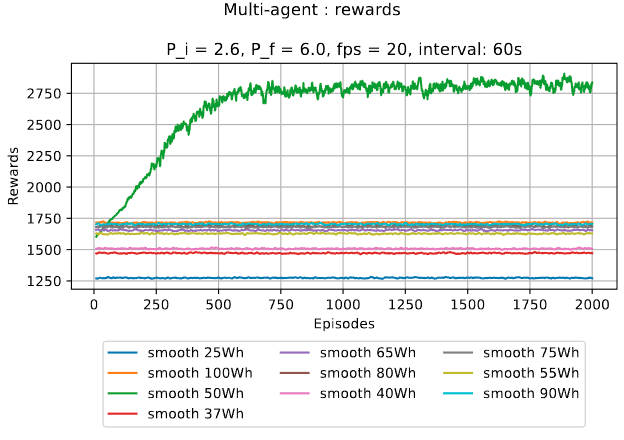 Multi-agent : rewards
P_i = 2.6, P_f = 6.0, fps = 20, interval: 60s
Rewards
2750
2500
2250
2000
1750
1500
1250
0 250 500 750 1000 1250 1500 1750 2000
Episodes
smooth 25Wh smooth 65Wh smooth 75Wh
smooth 100Wh smooth 80Wh smooth 55Wh
smooth 50Wh smooth 40Wh smooth 90Wh
smooth 37Wh